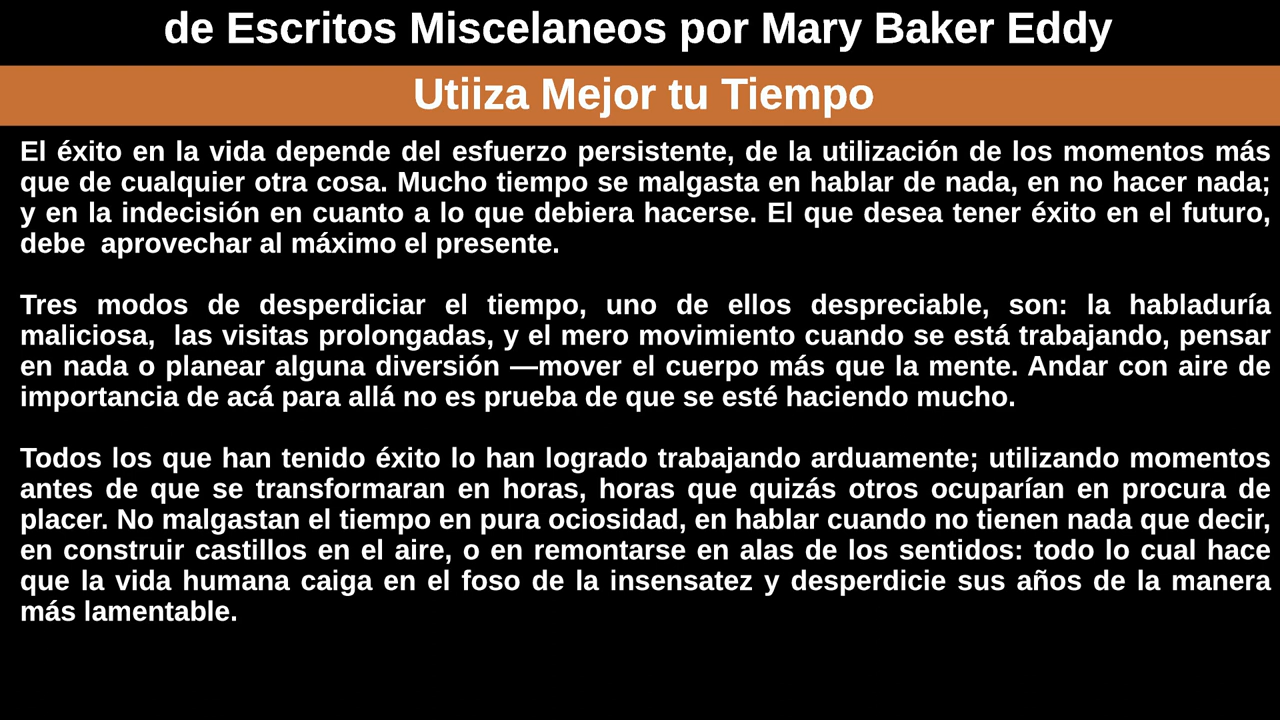 de Escritos Miscelaneos por Mary Baker Eddy
Utiiza Mejor tu Tiempo
El éxito en la vida depende del esfuerzo persistente, de la utilización de los momentos más
que de cualquier otra cosa. Mucho tiempo se malgasta en hablar de nada, en no hacer nada;
y en la indecisión en cuanto a lo que debiera hacerse. El que desea tener éxito en el futuro,
debe  aprovechar al máximo el presente.
Tres modos de desperdiciar el tiempo, uno de ellos despreciable, son: la habladuría
maliciosa,  las visitas prolongadas, y el mero movimiento cuando se está trabajando, pensar
en nada o planear alguna diversión —mover el cuerpo más que la mente. Andar con aire de
importancia de acá para allá no es prueba de que se esté haciendo mucho.
Todos los que han tenido éxito lo han logrado trabajando arduamente; utilizando momentos
antes de que se transformaran en horas, horas que quizás otros ocuparían en procura de
placer. No malgastan el tiempo en pura ociosidad, en hablar cuando no tienen nada que decir,
en construir castillos en el aire, o en remontarse en alas de los sentidos: todo lo cual hace
que la vida humana caiga en el foso de la insensatez y desperdicie sus años de la manera
más lamentable.